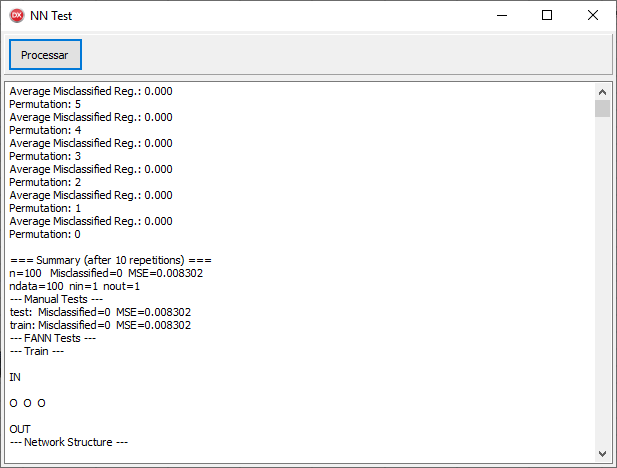 DX NN Test
Processar
Average Misclassified Reg.: 0.000
Permutation: 5
Average Misclassified Reg.: 0.000
Permutation: 4
Average Misclassified Reg.: 0.000
Permutation: 3
Average Misclassified Reg.: 0.000
Permutation: 2
Average Misclassified Reg.: 0.000
Permutation: 1
Average Misclassified Reg.: 0.000
Permutation: 0
=== Summary (after 10 repetitions) ===
n=100 Misclassified=0 MSE=0.008302
ndata=100 nin=1 nout=1
--- Manual Tests ---
test: Misclassified=0 MSE=0.008302
train: Misclassified=0 MSE=0.008302
--- FANN Tests ---
--- Train ---
IN
O O O
OUT
--- Network Structure ---